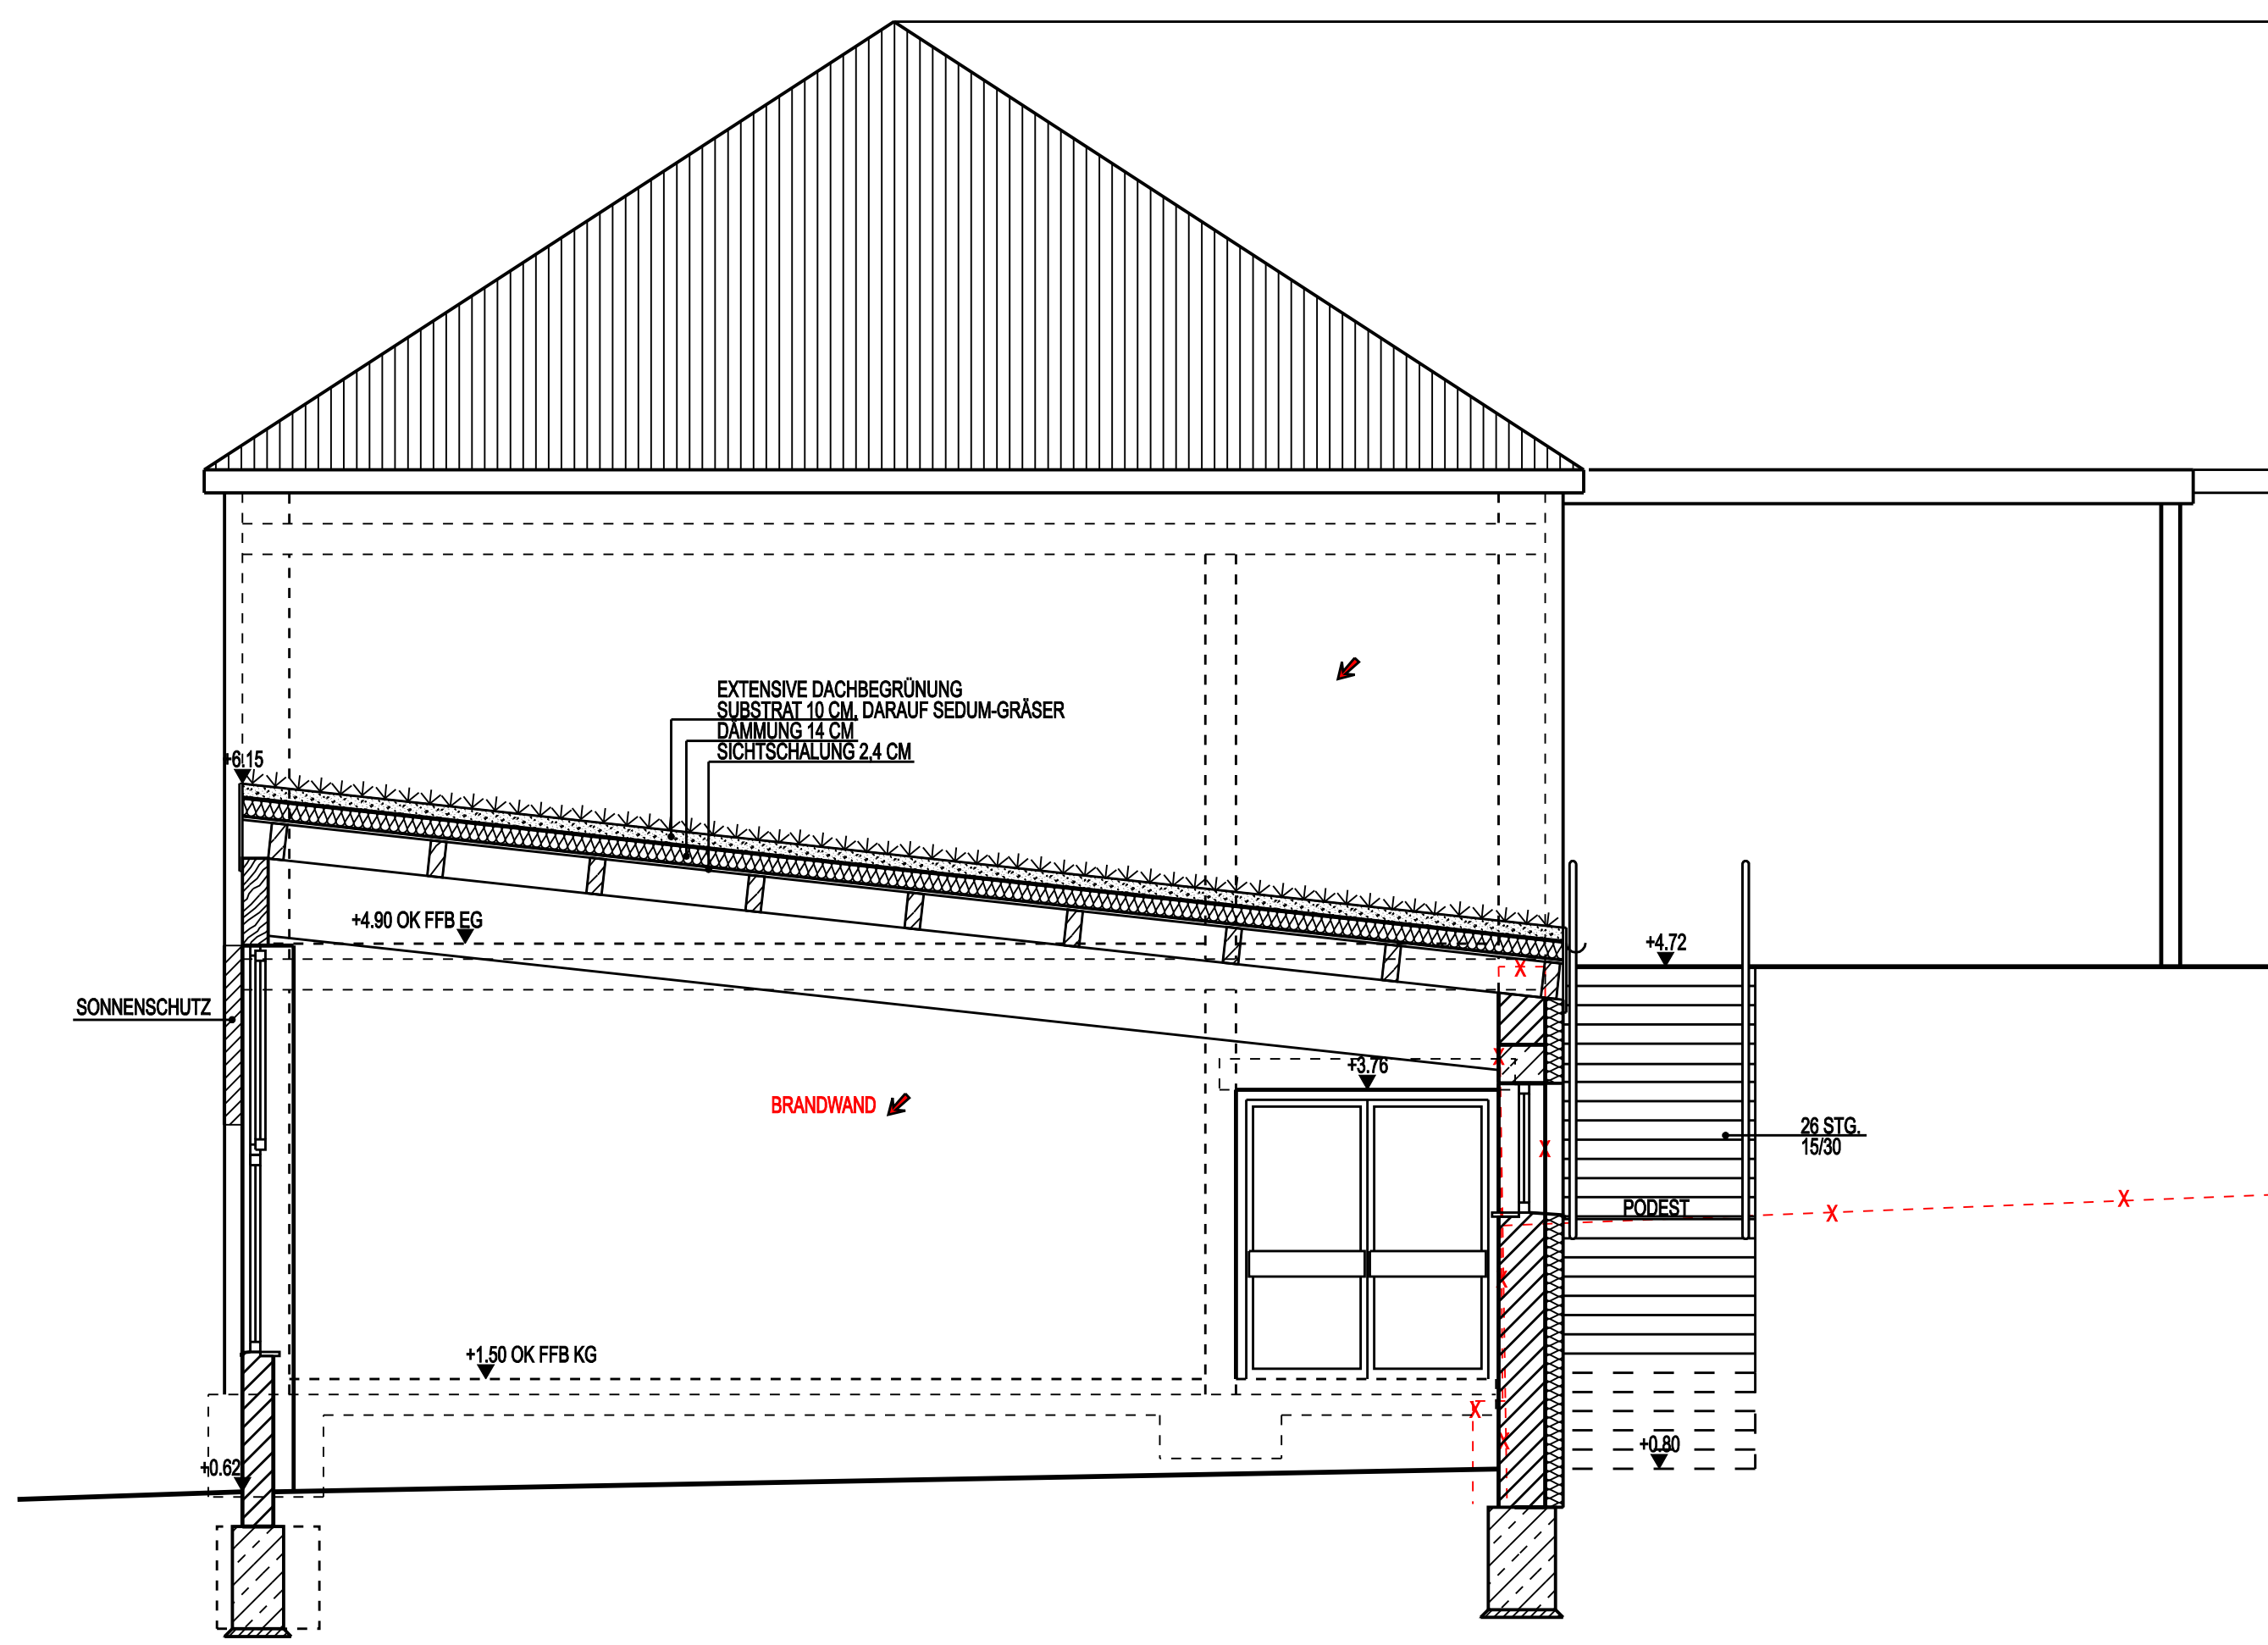 EXTENSIVE DACHBEGRÜNUNG
SUBSTRAT 10 CM, DARAUF SEDUM-GRÄSER
DÄMMUNG 14 CM
SICHTSCHALUNG 2,4 CM
+6.15
+4.90 OK FFB EG
+4.72
SONNENSCHUTZ
+3.76
BRANDWAND
26 STG.
15/30
PODEST
+1.50 OK FFB KG
+0.80
+0.62